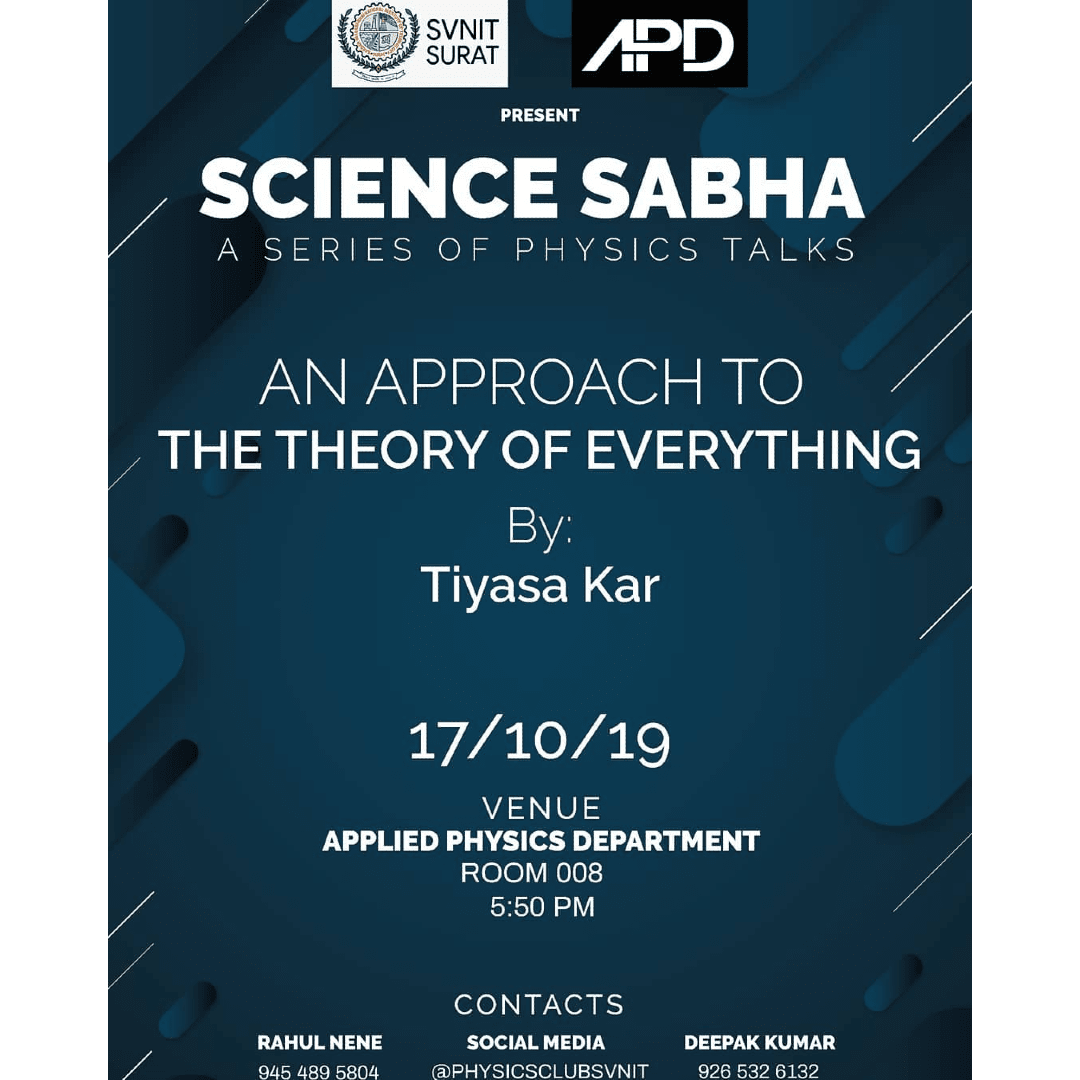 SVNIT
SURAT
APD
PRESENT
SCIENCE SABHA
A SERIES OF PHYSICS TALKS
AN APPROACH TO
THE THEORY OF EVERYTHING
By:
Tiyasa Kar
17/10/19
VENUE
APPLIED PHYSICS DEPARTMENT
ROOM 008
5:50 PM
CONTACTS
RAHUL NENE SOCIAL MEDIA DEEPAK KUMAR
945 489 5804 @PHYSICSCLUBSVNIT 926 532 6132